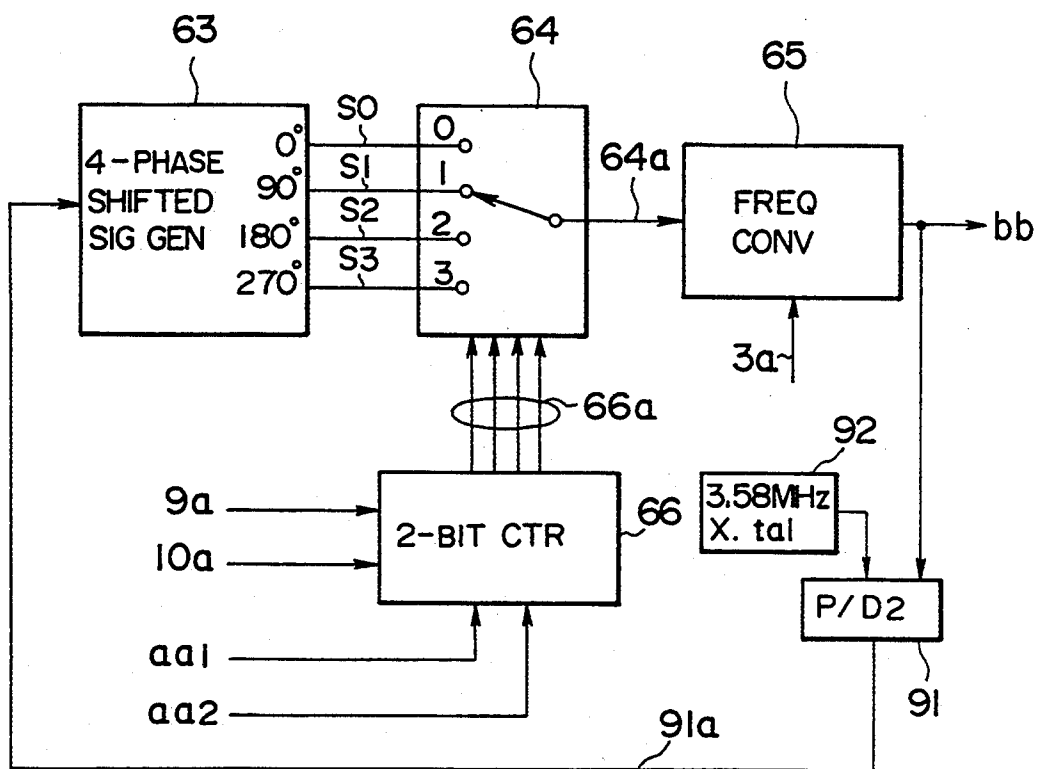 63
64
65
4-PHASE
SHIFTED
SIG GEN
0°
90°
180°
270°
S0
S1
S2
S3
0
1
2
3
64a
FREQ
CONV
bb
3a
66a
92
9a
10a
2-BIT CTR
66
3.58MHz
X. tal
P/D2
aa1
aa2
91
91a